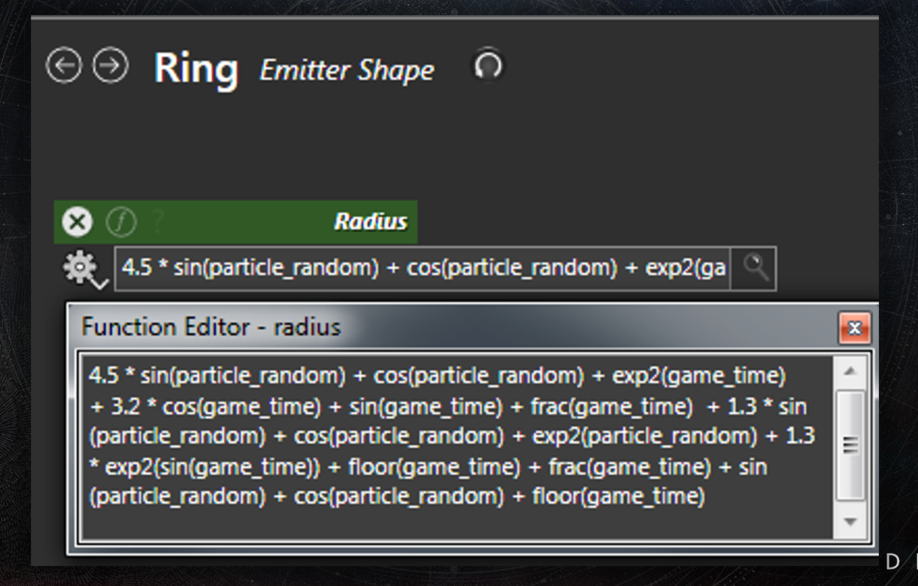 Ring Emitter Shape
? Radius
4.5 * sin(particle_random) + cos(particle_random) + exp2(ga
Function Editor - radius
4.5 * sin(particle_random) + cos(particle_random) + exp2(game_time)
+ 3.2 * cos(game_time) + sin(game_time) + frac(game_time) + 1.3 * sin
(particle_random) + cos(particle_random) + exp2(particle_random) + 1.3
* exp2(sin(game_time)) + floor(game_time) + frac(game_time) + sin
(particle_random) + cos(particle_random) + floor(game_time)
D